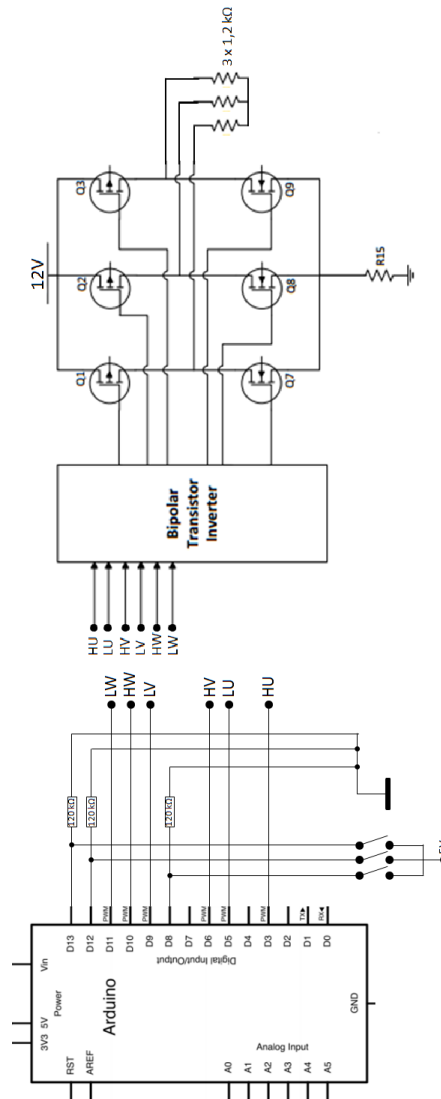 3 x 1,2 kΩ
12V
Q3
Q2
Q1
Q9
Q8
Q7
R15
Bipolar
Transistor
Inverter
HU
LU
HV
LV
HW
LW
LW
HW
LV
HV
LU
HU
120 kΩ
120 kΩ
120 kΩ
Arduino
Power
Vin
5V
3V3
RST
AREF
Digital Input/Output
D13
D12
PWM D11
PWM D10
PWM D9
D8
D7
PWM D6
PWM D5
D4
PWM D3
D2
TX D1
RX D0
Analog Input
A0
A1
A2
A3
A4
A5
GND